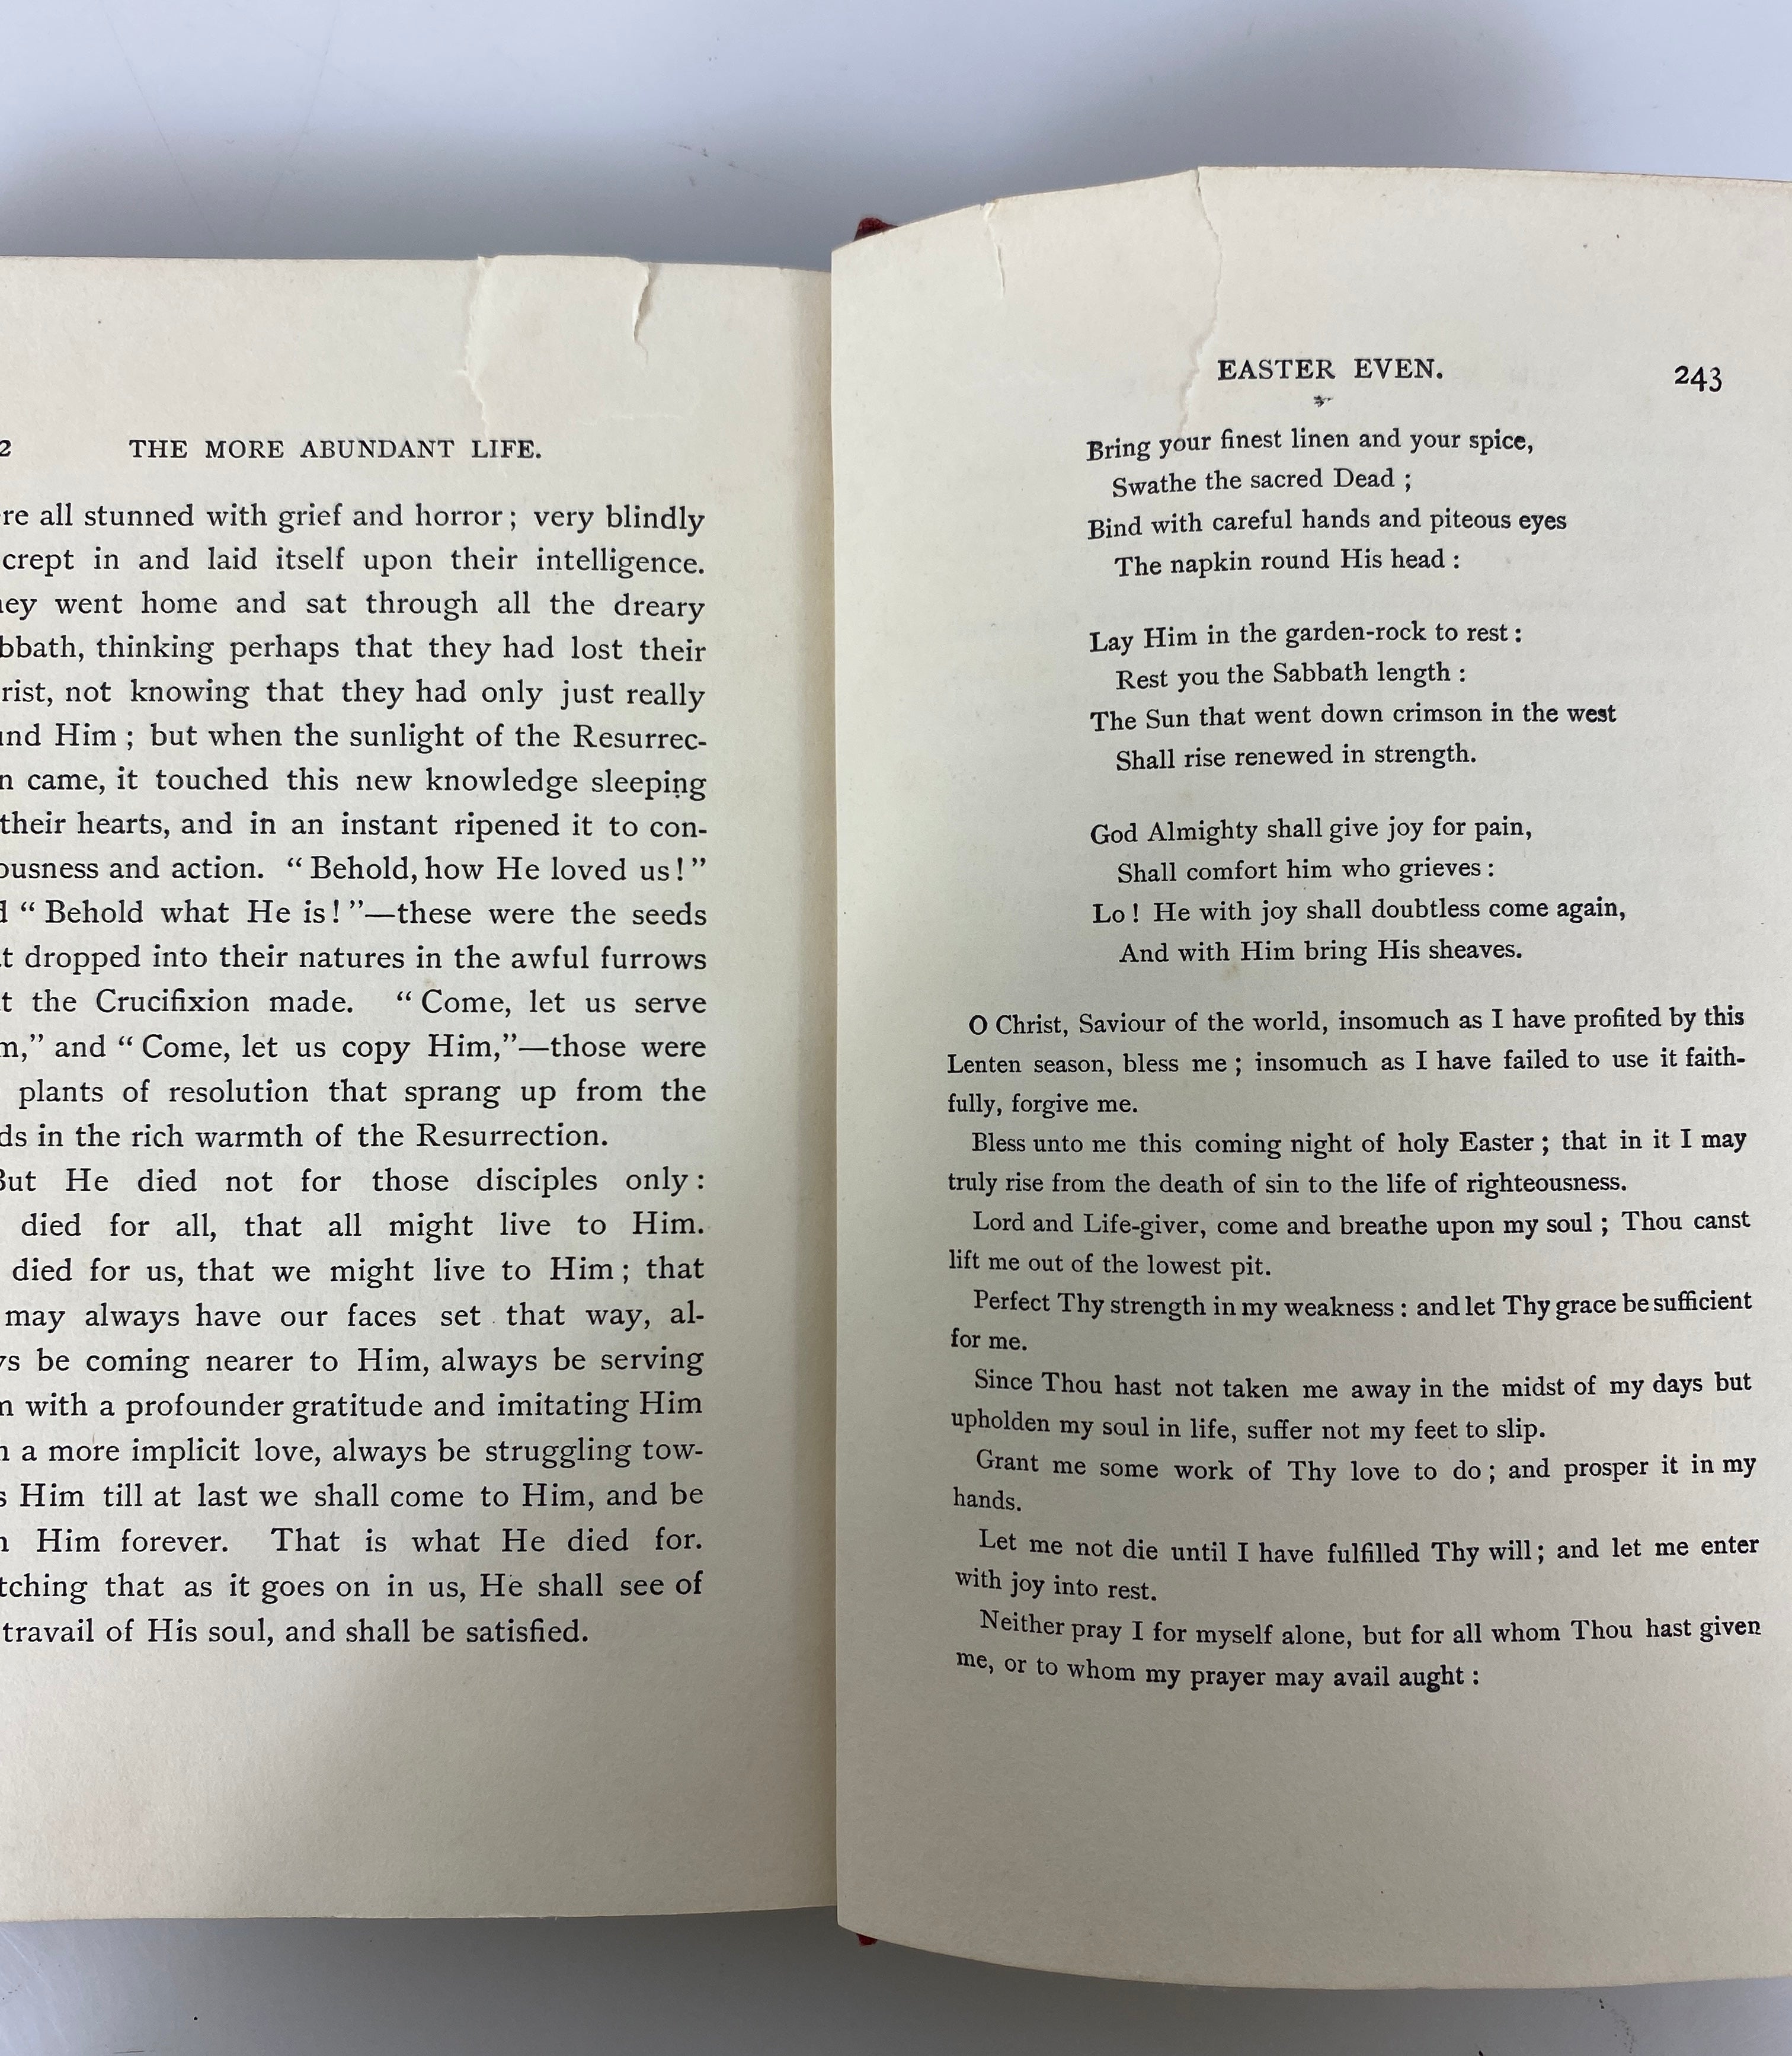 2 THE MORE ABUNDANT LIFE.
re all stunned with grief and horror; very blindly
crept in and laid itself upon their intelligence.
ey went home and sat through all the dreary
bbath, thinking perhaps that they had lost their
rist, not knowing that they had only just really
und Him; but when the sunlight of the Resurrec-
n came, it touched this new knowledge sleeping
their hearts, and in an instant ripened it to con-
ousness and action. “Behold, how He loved us!”
d “Behold what He is!”—these were the seeds
t dropped into their natures in the awful furrows
t the Crucifixion made. “Come, let us serve
m,” and “Come, let us copy Him,”—those were
plants of resolution that sprang up from the
ds in the rich warmth of the Resurrection.
But He died not for those disciples only:
died for all, that all might live to Him.
died for us, that we might live to Him; that
may always have our faces set that way, al-
ys be coming nearer to Him, always be serving
m with a profounder gratitude and imitating Him
h a more implicit love, always be struggling tow-
s Him till at last we shall come to Him, and be
h Him forever. That is what He died for.
tching that as it goes on in us, He shall see of
travail of His soul, and shall be satisfied.
EASTER EVEN. 243
Bring your finest linen and your spice,
Swathe the sacred Dead;
Bind with careful hands and piteous eyes
The napkin round His head:
Lay Him in the garden-rock to rest:
Rest you the Sabbath length:
The Sun that went down crimson in the west
Shall rise renewed in strength.
God Almighty shall give joy for pain,
Shall comfort him who grieves:
Lo! He with joy shall doubtless come again,
And with Him bring His sheaves.
O Christ, Saviour of the world, insomuch as I have profited by this
Lenten season, bless me; insomuch as I have failed to use it faith-
fully, forgive me.
Bless unto me this coming night of holy Easter; that in it I may
truly rise from the death of sin to the life of righteousness.
Lord and Life-giver, come and breathe upon my soul; Thou canst
lift me out of the lowest pit.
Perfect Thy strength in my weakness: and let Thy grace be sufficient
for me.
Since Thou hast not taken me away in the midst of my days but
upholden my soul in life, suffer not my feet to slip.
Grant me some work of Thy love to do; and prosper it in my
hands.
Let me not die until I have fulfilled Thy will; and let me enter
with joy into rest.
Neither pray I for myself alone, but for all whom Thou hast given
me, or to whom my prayer may avail aught: